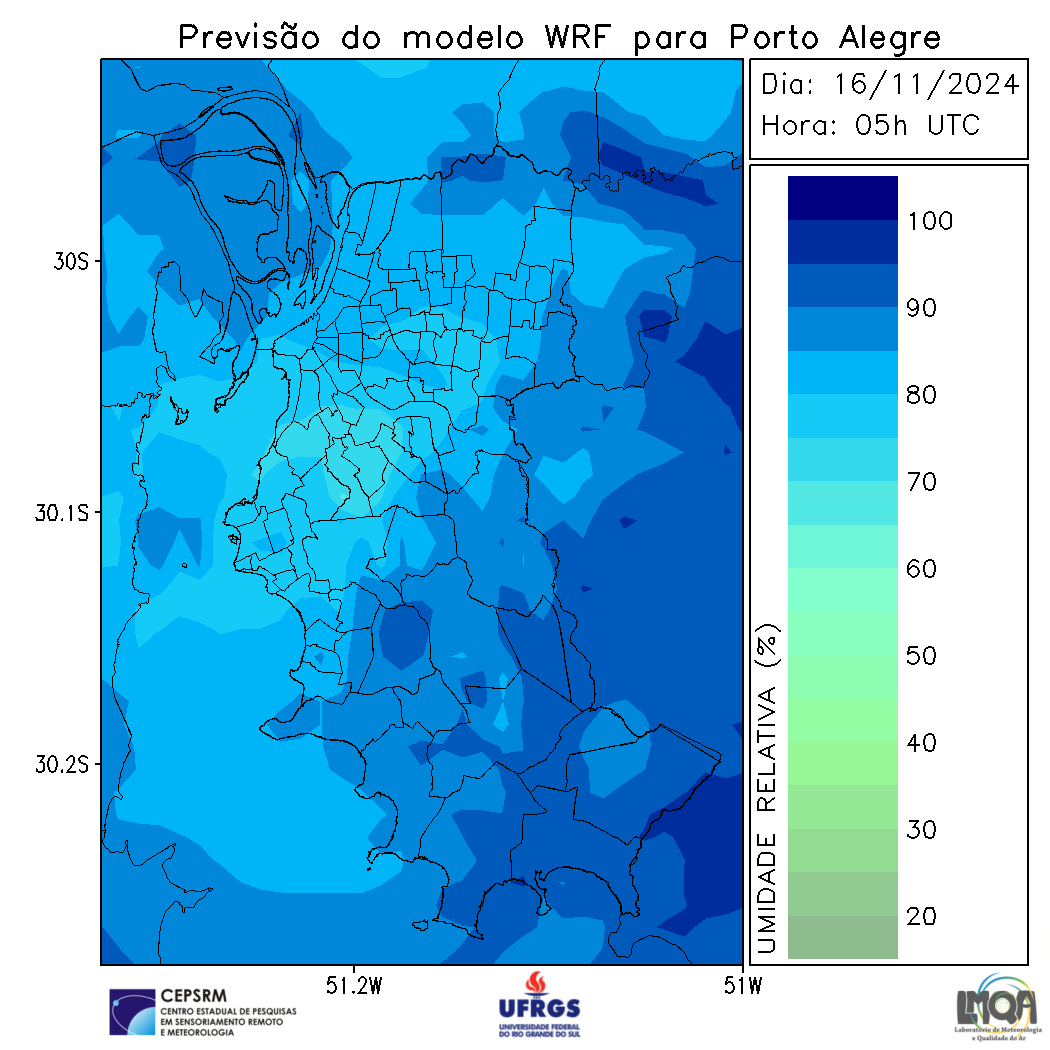 Previsão do modelo WRF para Porto Alegre
Dia: 16/11/2024
Hora: 05h UTC
100
90
80
70
60
50
40
30
20
UMIDADE RELATIVA (%)
30S
30.1S
30.2S
51.2W
51W
CEPSRM
CENTRO ESTADUAL DE PESQUISAS
EM SENSORIAMENTO REMOTO
E METEOROLOGIA
UFRGS
UNIVERSIDADE FEDERAL
DO RIO GRANDE DO SUL
LMQA
Laboratório de Meteorologia
e Qualidade do Ar